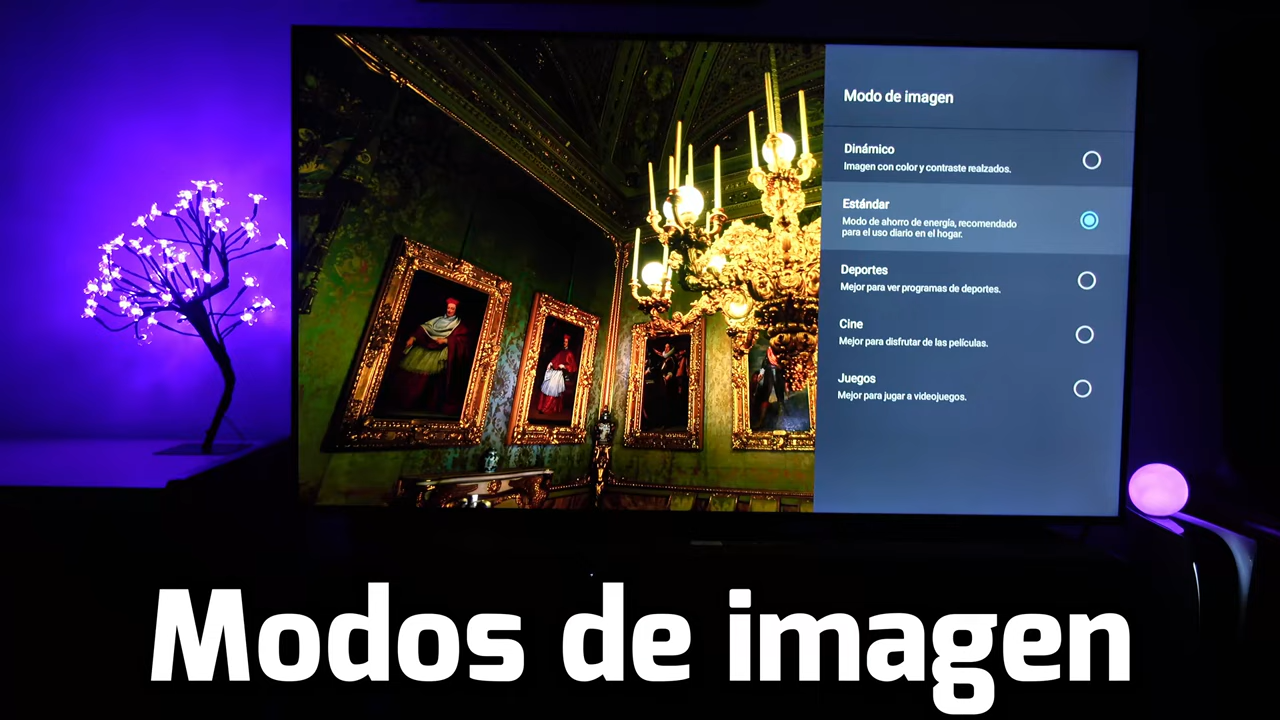 Modo de imagen
Dinámico
Imagen con color y contraste realzados.
Estándar
Modo de ahorro de energía, recomendado
para el uso diario en el hogar.
Deportes
Mejor para ver programas de deportes.
Cine
Mejor para disfrutar de las películas.
Juegos
Mejor para jugar a videojuegos.
Modos de imagen